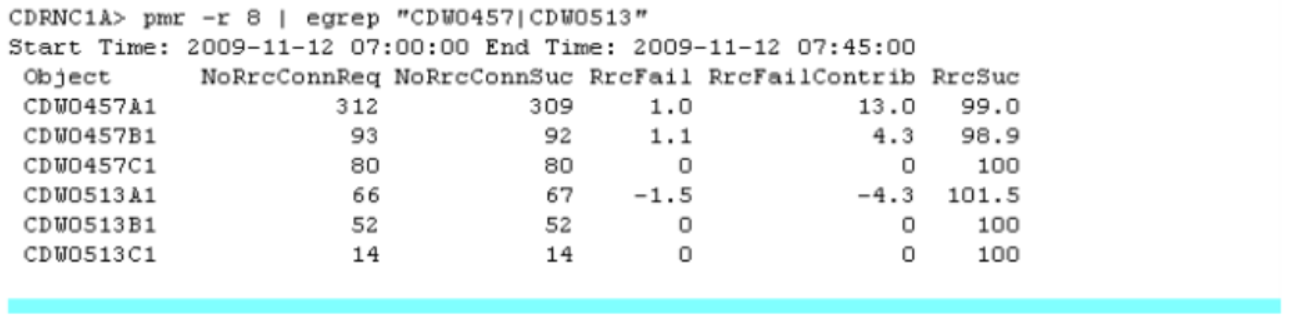 CDRNC1A> pmr -r 8 | egrep "CDW0457|CDW0513"
Start Time: 2009-11-12 07:00:00 End Time: 2009-11-12 07:45:00
Object NoRrcConnReq NoRrcConnSuc RrcFail RrcFailContrib RrcSuc
CDW0457A1 312 309 1.0 13.0 99.0
CDW0457B1 93 92 1.1 4.3 98.9
CDW0457C1 80 80 0 0 100
CDW0513A1 66 67 -1.5 -4.3 101.5
CDW0513B1 52 52 0 0 100
CDW0513C1 14 14 0 0 100